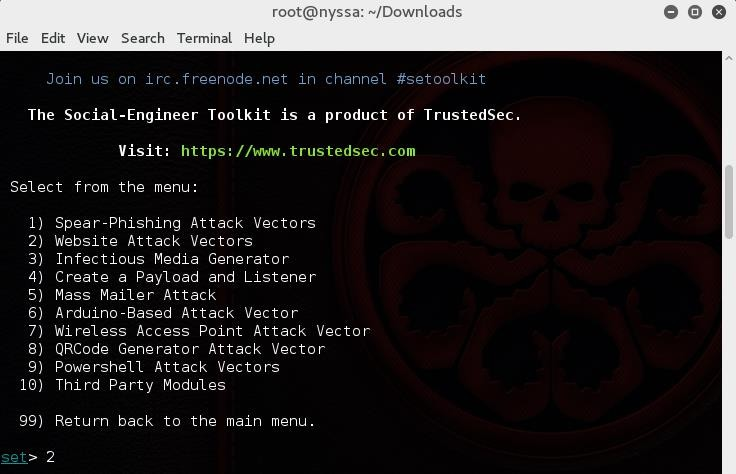 root@nyssa: ~/Downloads
File Edit View Search Terminal Help
Join us on irc.freenode.net in channel #setoolkit
The Social-Engineer Toolkit is a product of TrustedSec.
Visit: https://www.trustedsec.com
Select from the menu:
1) Spear-Phishing Attack Vectors
2) Website Attack Vectors
3) Infectious Media Generator
4) Create a Payload and Listener
5) Mass Mailer Attack
6) Arduino-Based Attack Vector
7) Wireless Access Point Attack Vector
8) QRCode Generator Attack Vector
9) Powershell Attack Vectors
10) Third Party Modules
99) Return back to the main menu.
set> 2